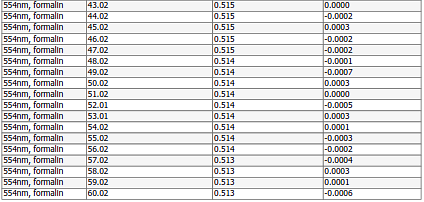 554nm, formalin 43.02 0.515 0.0000
554nm, formalin 44.02 0.515 -0.0002
554nm, formalin 45.02 0.515 0.0003
554nm, formalin 46.02 0.515 -0.0002
554nm, formalin 47.02 0.515 -0.0002
554nm, formalin 48.02 0.514 -0.0001
554nm, formalin 49.02 0.514 -0.0007
554nm, formalin 50.02 0.514 0.0003
554nm, formalin 51.02 0.514 0.0000
554nm, formalin 52.01 0.514 -0.0005
554nm, formalin 53.01 0.514 0.0003
554nm, formalin 54.02 0.514 0.0001
554nm, formalin 55.02 0.514 -0.0003
554nm, formalin 56.02 0.514 -0.0002
554nm, formalin 57.02 0.513 -0.0004
554nm, formalin 58.02 0.513 0.0003
554nm, formalin 59.02 0.513 0.0001
554nm, formalin 60.02 0.513 -0.0006